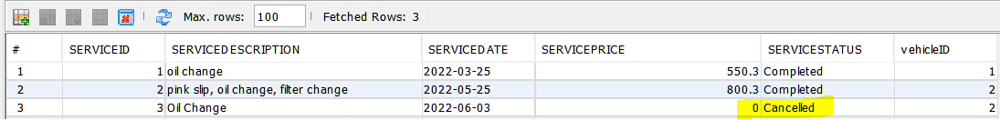 Max. rows: 100 Fetched Rows: 3
# SERVICEID SERVICEDESCRIPTION SERVICEDATE SERVICEPRICE SERVICESTATUS vehicleID
1 1 oil change 2022-03-25 550.3 Completed 1
2 2 pink slip, oil change, filter change 2022-05-25 800.3 Completed 2
3 3 Oil Change 2022-06-03 0 Cancelled 2